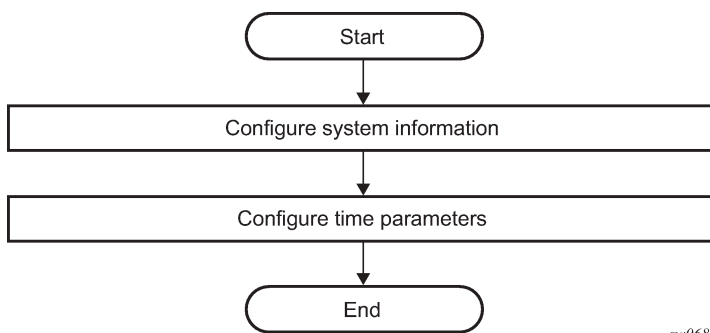 Start
Configure system information
Configure time parameters
End